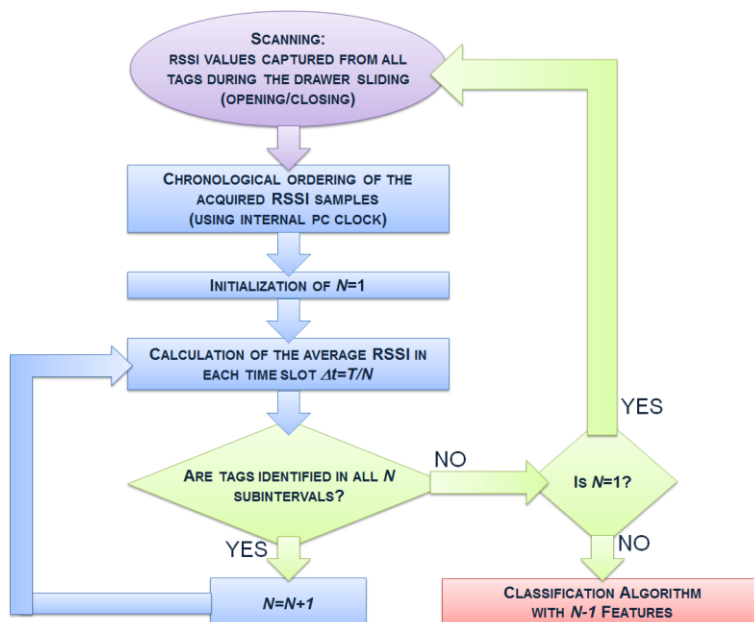 SCANNING:
RSSI VALUES CAPTURED FROM ALL
TAGS DURING THE DRAWER SLIDING
(OPENING/CLOSING)
CHRONOLOGICAL ORDERING OF THE
ACQUIRED RSSI SAMPLES
(USING INTERNAL PC CLOCK)
INITIALIZATION OF N=1
CALCULATION OF THE AVERAGE RSSI IN
EACH TIME SLOT Δt=T/N
ARE TAGS IDENTIFIED IN ALL N
SUBINTERVALS?
NO
YES
IS N=1?
YES
NO
N=N+1
CLASSIFICATION ALGORITHM
WITH N-1 FEATURES